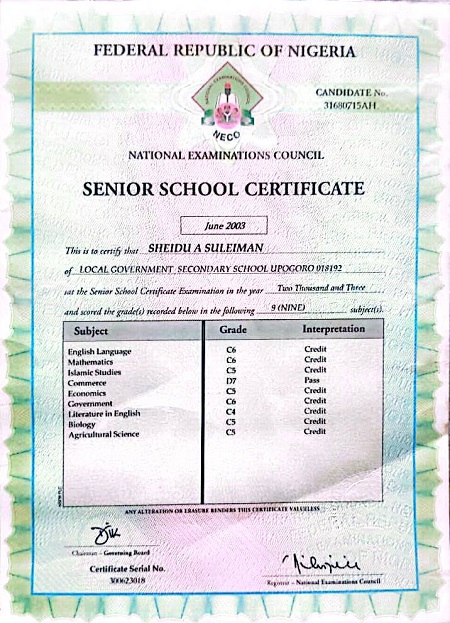 FEDERAL REPUBLIC OF NIGERIA
CANDIDATE No.
31680715AH
NATIONAL EXAMINATIONS COUNCIL
NECO
NATIONAL EXAMINATIONS COUNCIL
SENIOR SCHOOL CERTIFICATE
June 2003
This is to certify that SHEIDU A SULEIMAN
of LOCAL GOVERNMENT SECONDARY SCHOOL UPOGORO 018192
sat the Senior School Certificate Examination in the year Two Thousand and Three
and scored the grade(s) recorded below in the following 9 (NINE) subject(s).
Subject Grade Interpretation
English Language C6 Credit
Mathematics C6 Credit
Islamic Studies C5 Credit
Commerce D7 Pass
Economics C5 Credit
Government C6 Credit
Literature in English C4 Credit
Biology C5 Credit
Agricultural Science C5 Credit
ANY ALTERATION OR ERASURE RENDERS THIS CERTIFICATE VALUELESS
Chairman – Governing Board
Certificate Serial No.
300623018
Registrar – National Examinations Council